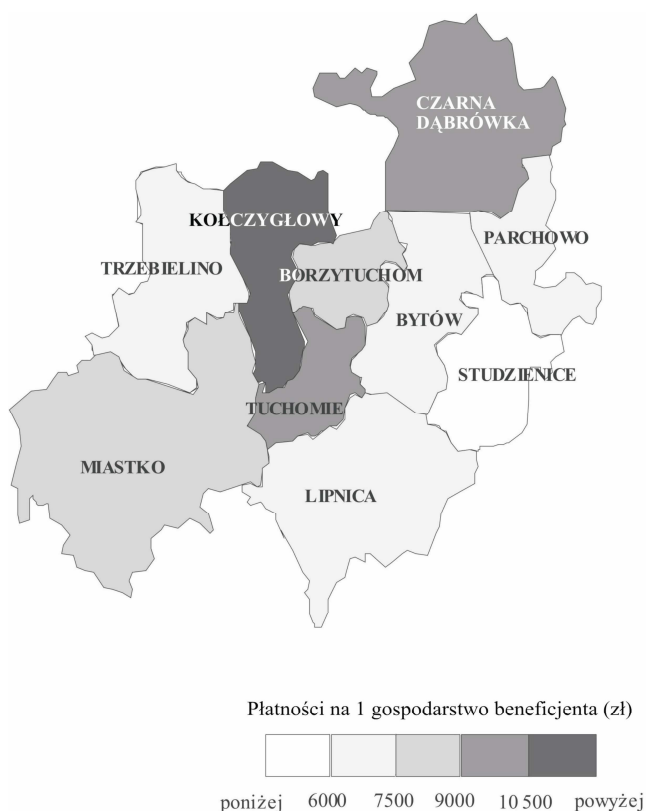 CZARNA
DĄBRÓWKA
KOŁCZYGŁOWY
PARCHOWO
TRZEBIELINO
BORZYTUCHOM
BYTÓW
STUDZIENICE
TUCHOMIE
MIASTKO
LIPNICA
Płatności na 1 gospodarstwo beneficjenta (zł)
poniżej 6000 7500 9000 10 500 powyżej